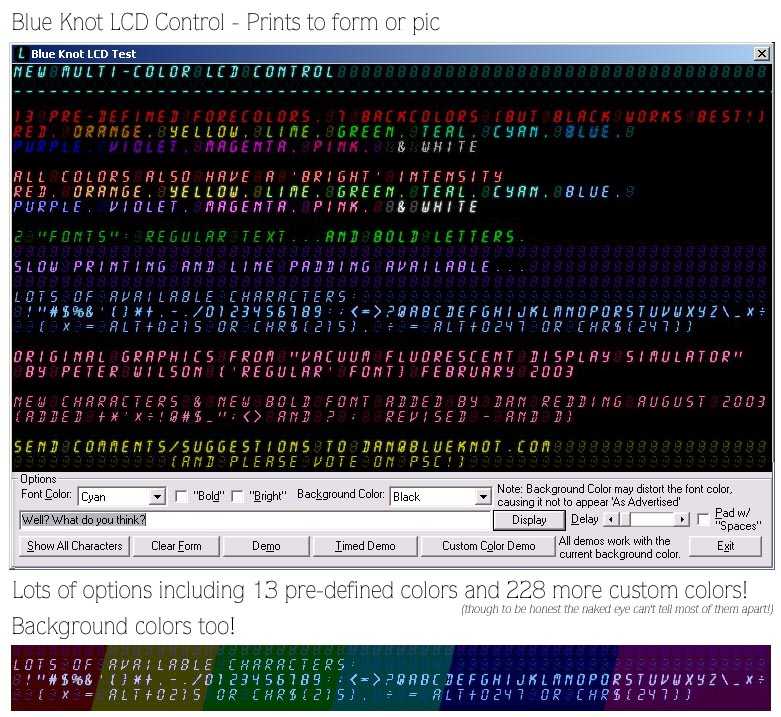 Blue Knot LCD Control - Prints to form or pic
Blue Knot LCD Test
NEW MULTI-COLOR LCD CONTROL
--------------------------------------------------------------
13 PRE-DEFINED FORECOLORS. 7 BACKCOLORS (BUT BLACK WORKS BEST!)
RED. ORANGE. YELLOW. LIME. GREEN. TEAL. CYAN. BLUE.
PURPLE. VIOLET. MAGENTA. PINK. & WHITE
ALL COLORS ALSO HAVE A 'BRIGHT' INTENSITY
RED. ORANGE. YELLOW. LIME. GREEN. TEAL. CYAN. BLUE.
PURPLE. VIOLET. MAGENTA. PINK. & WHITE
2 "FONTS": REGULAR TEXT...AND BOLD LETTERS.
SLOW PRINTING AND LINE PADDING AVAILABLE...
LOTS OF AVAILABLE CHARACTERS:
!"#$%&'()*+.-./0123456789:<=>?@ABCDEFGHIJKLMNOPQRSTUVWXYZ\_×÷
( × = ALT+0215 OR CHR$(215). ÷ = ALT+0247 OR CHR$(247))
ORIGINAL GRAPHICS FROM "VACUUM FLUORESCENT DISPLAY SIMULATOR"
BY PETER WILSON ('REGULAR' FONT) FEBRUARY 2003
NEW CHARACTERS & NEW BOLD FONT ADDED BY DAN REDDING AUGUST 2003
(ADDED +*'×÷!@#$_":<> AND ? : REVISED - AND D)
SEND COMMENTS/SUGGESTIONS TO DAN@BLUEKNOT.COM
(AND PLEASE VOTE ON PSC!)
Options
Font Color: Cyan "Bold" "Bright" Background Color: Black
Note: Background Color may distort the font color, causing it not to appear 'As Advertised'
Well? What do you think?
Display Delay Pad w/ "Spaces"
Show All Characters Clear Form Demo Timed Demo Custom Color Demo
All demos work with the current background color.
Exit
Lots of options including 13 pre-defined colors and 228 more custom colors!
(though to be honest the naked eye can't tell most of them apart!)
Background colors too!
LOTS OF AVAILABLE CHARACTERS:
!"#$%&'()*+.-./0123456789:<=>?@ABCDEFGHIJKLMNOPQRSTUVWXYZ\_×÷
( × = ALT+0215 OR CHR$(215). ÷ = ALT+0247 OR CHR$(247))